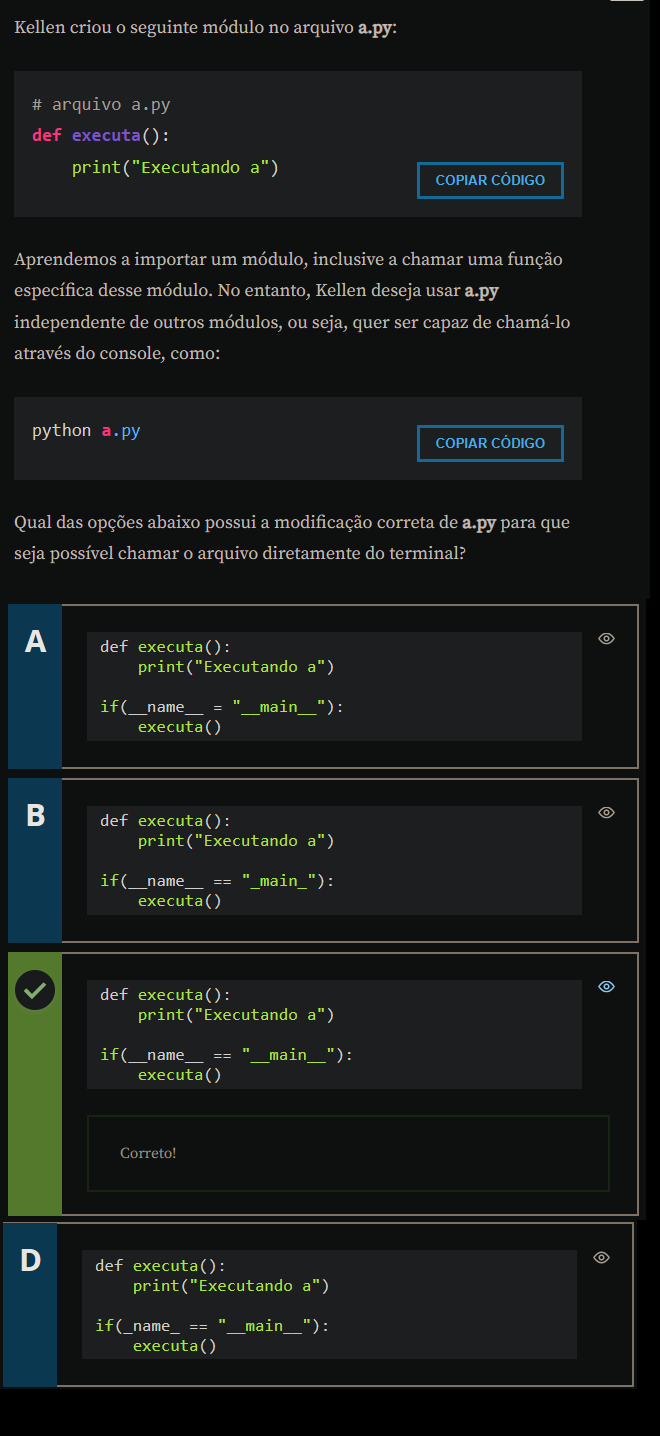 Kellen criou o seguinte módulo no arquivo a.py:
# arquivo a.py
def executa():
    print("Executando a")
COPIAR CÓDIGO
Aprendemos a importar um módulo, inclusive a chamar uma função
específica desse módulo. No entanto, Kellen deseja usar a.py
independente de outros módulos, ou seja, quer ser capaz de chamá-lo
através do console, como:
python a.py
COPIAR CÓDIGO
Qual das opções abaixo possui a modificação correta de a.py para que
seja possível chamar o arquivo diretamente do terminal?
A
def executa():
    print("Executando a")
if(__name__ = "__main__"):
    executa()
B
def executa():
    print("Executando a")
if(__name__ == "_main_"):
    executa()
def executa():
    print("Executando a")
if(__name__ == "__main__"):
    executa()
Correto!
D
def executa():
    print("Executando a")
if(_name_ == "__main__"):
    executa()